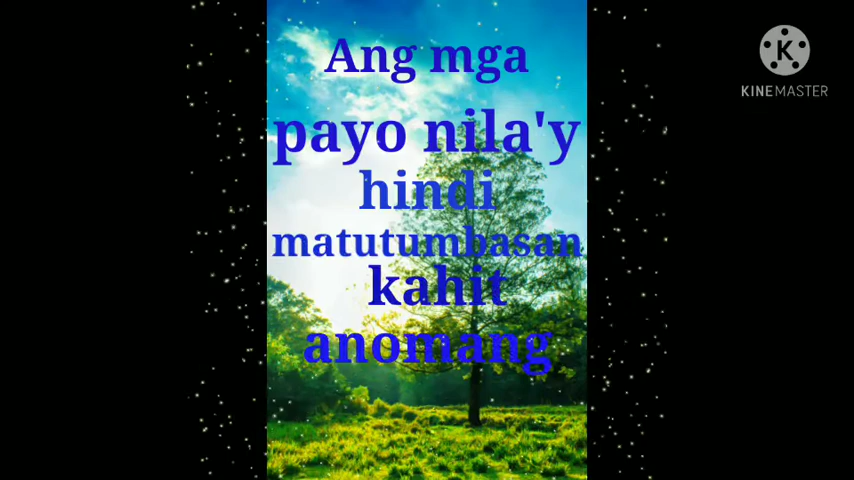 Ang mga
payo nila'y
hindi
matutumbasan
kahit
anomang
KINEMASTER